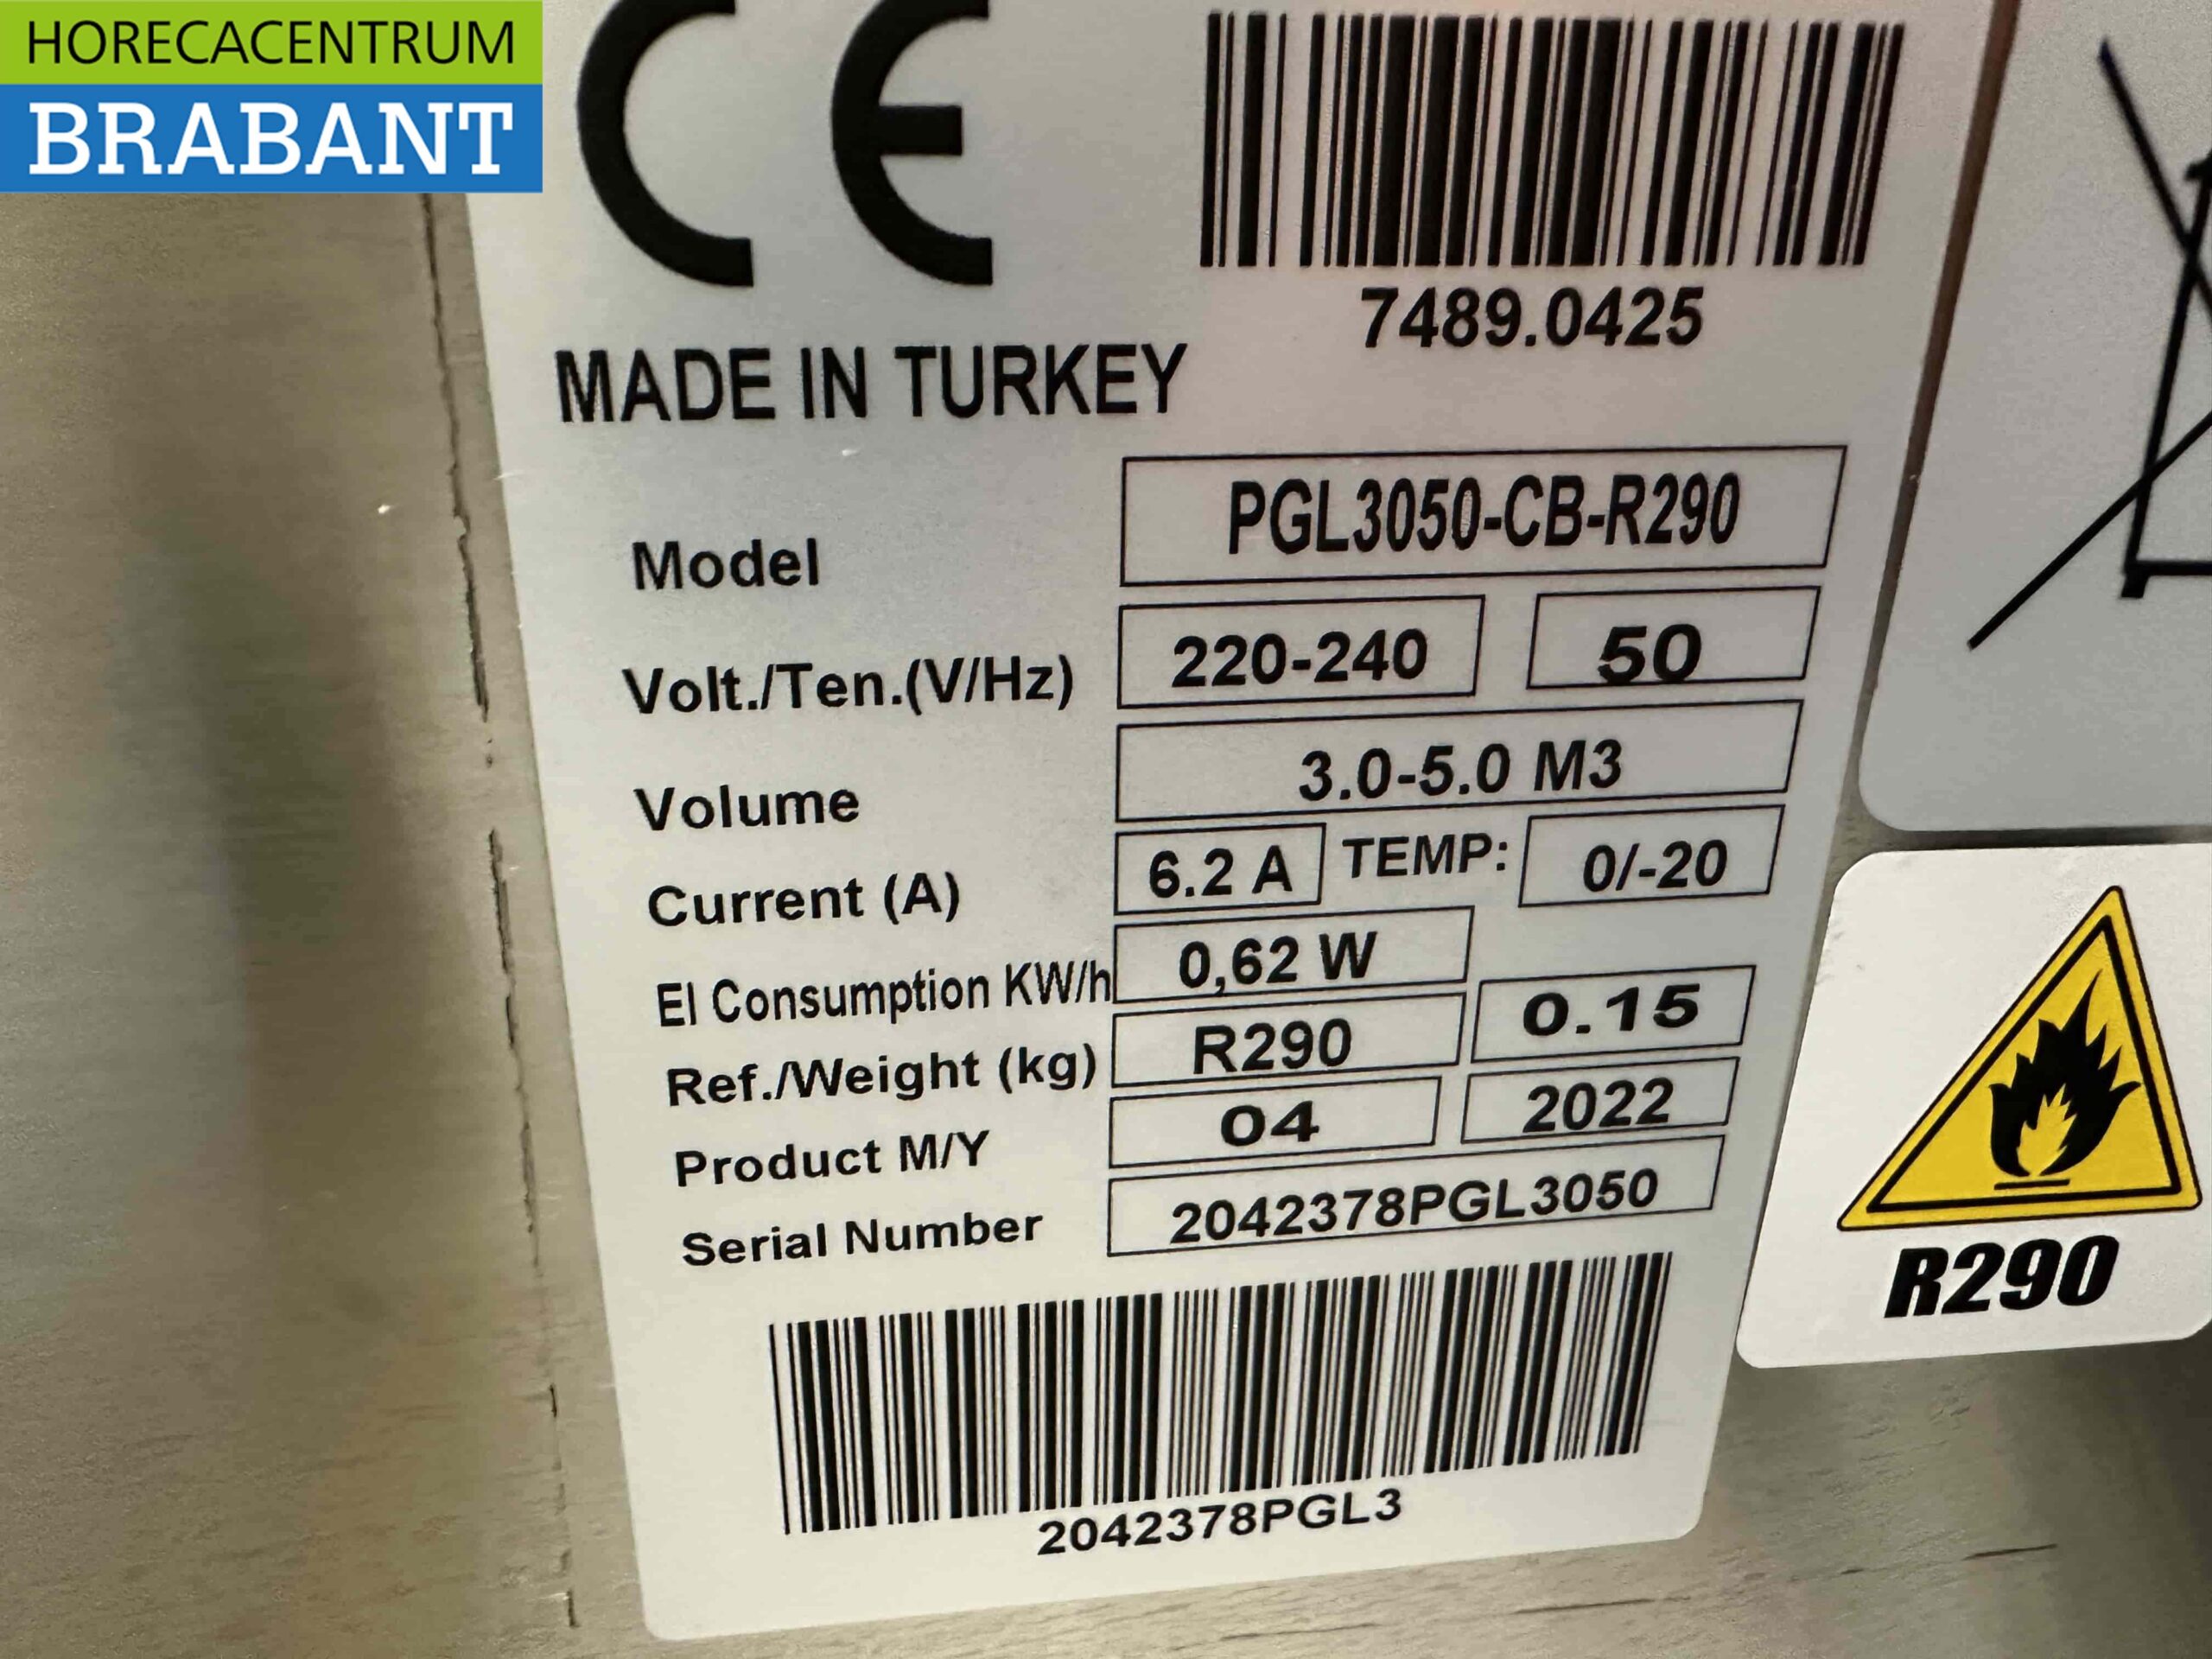 HORECACENTRUM
BRABANT
CE
7489.0425
MADE IN TURKEY
Model PGL3050-CB-R290
Volt./Ten.(V/Hz) 220-240 50
Volume 3.0-5.0 M3
Current (A) 6.2 A TEMP: 0/-20
El Consumption KW/h 0,62 W
Ref./Weight (kg) R290 0.15
Product M/Y 04 2022
Serial Number 2042378PGL3050
2042378PGL3
R290